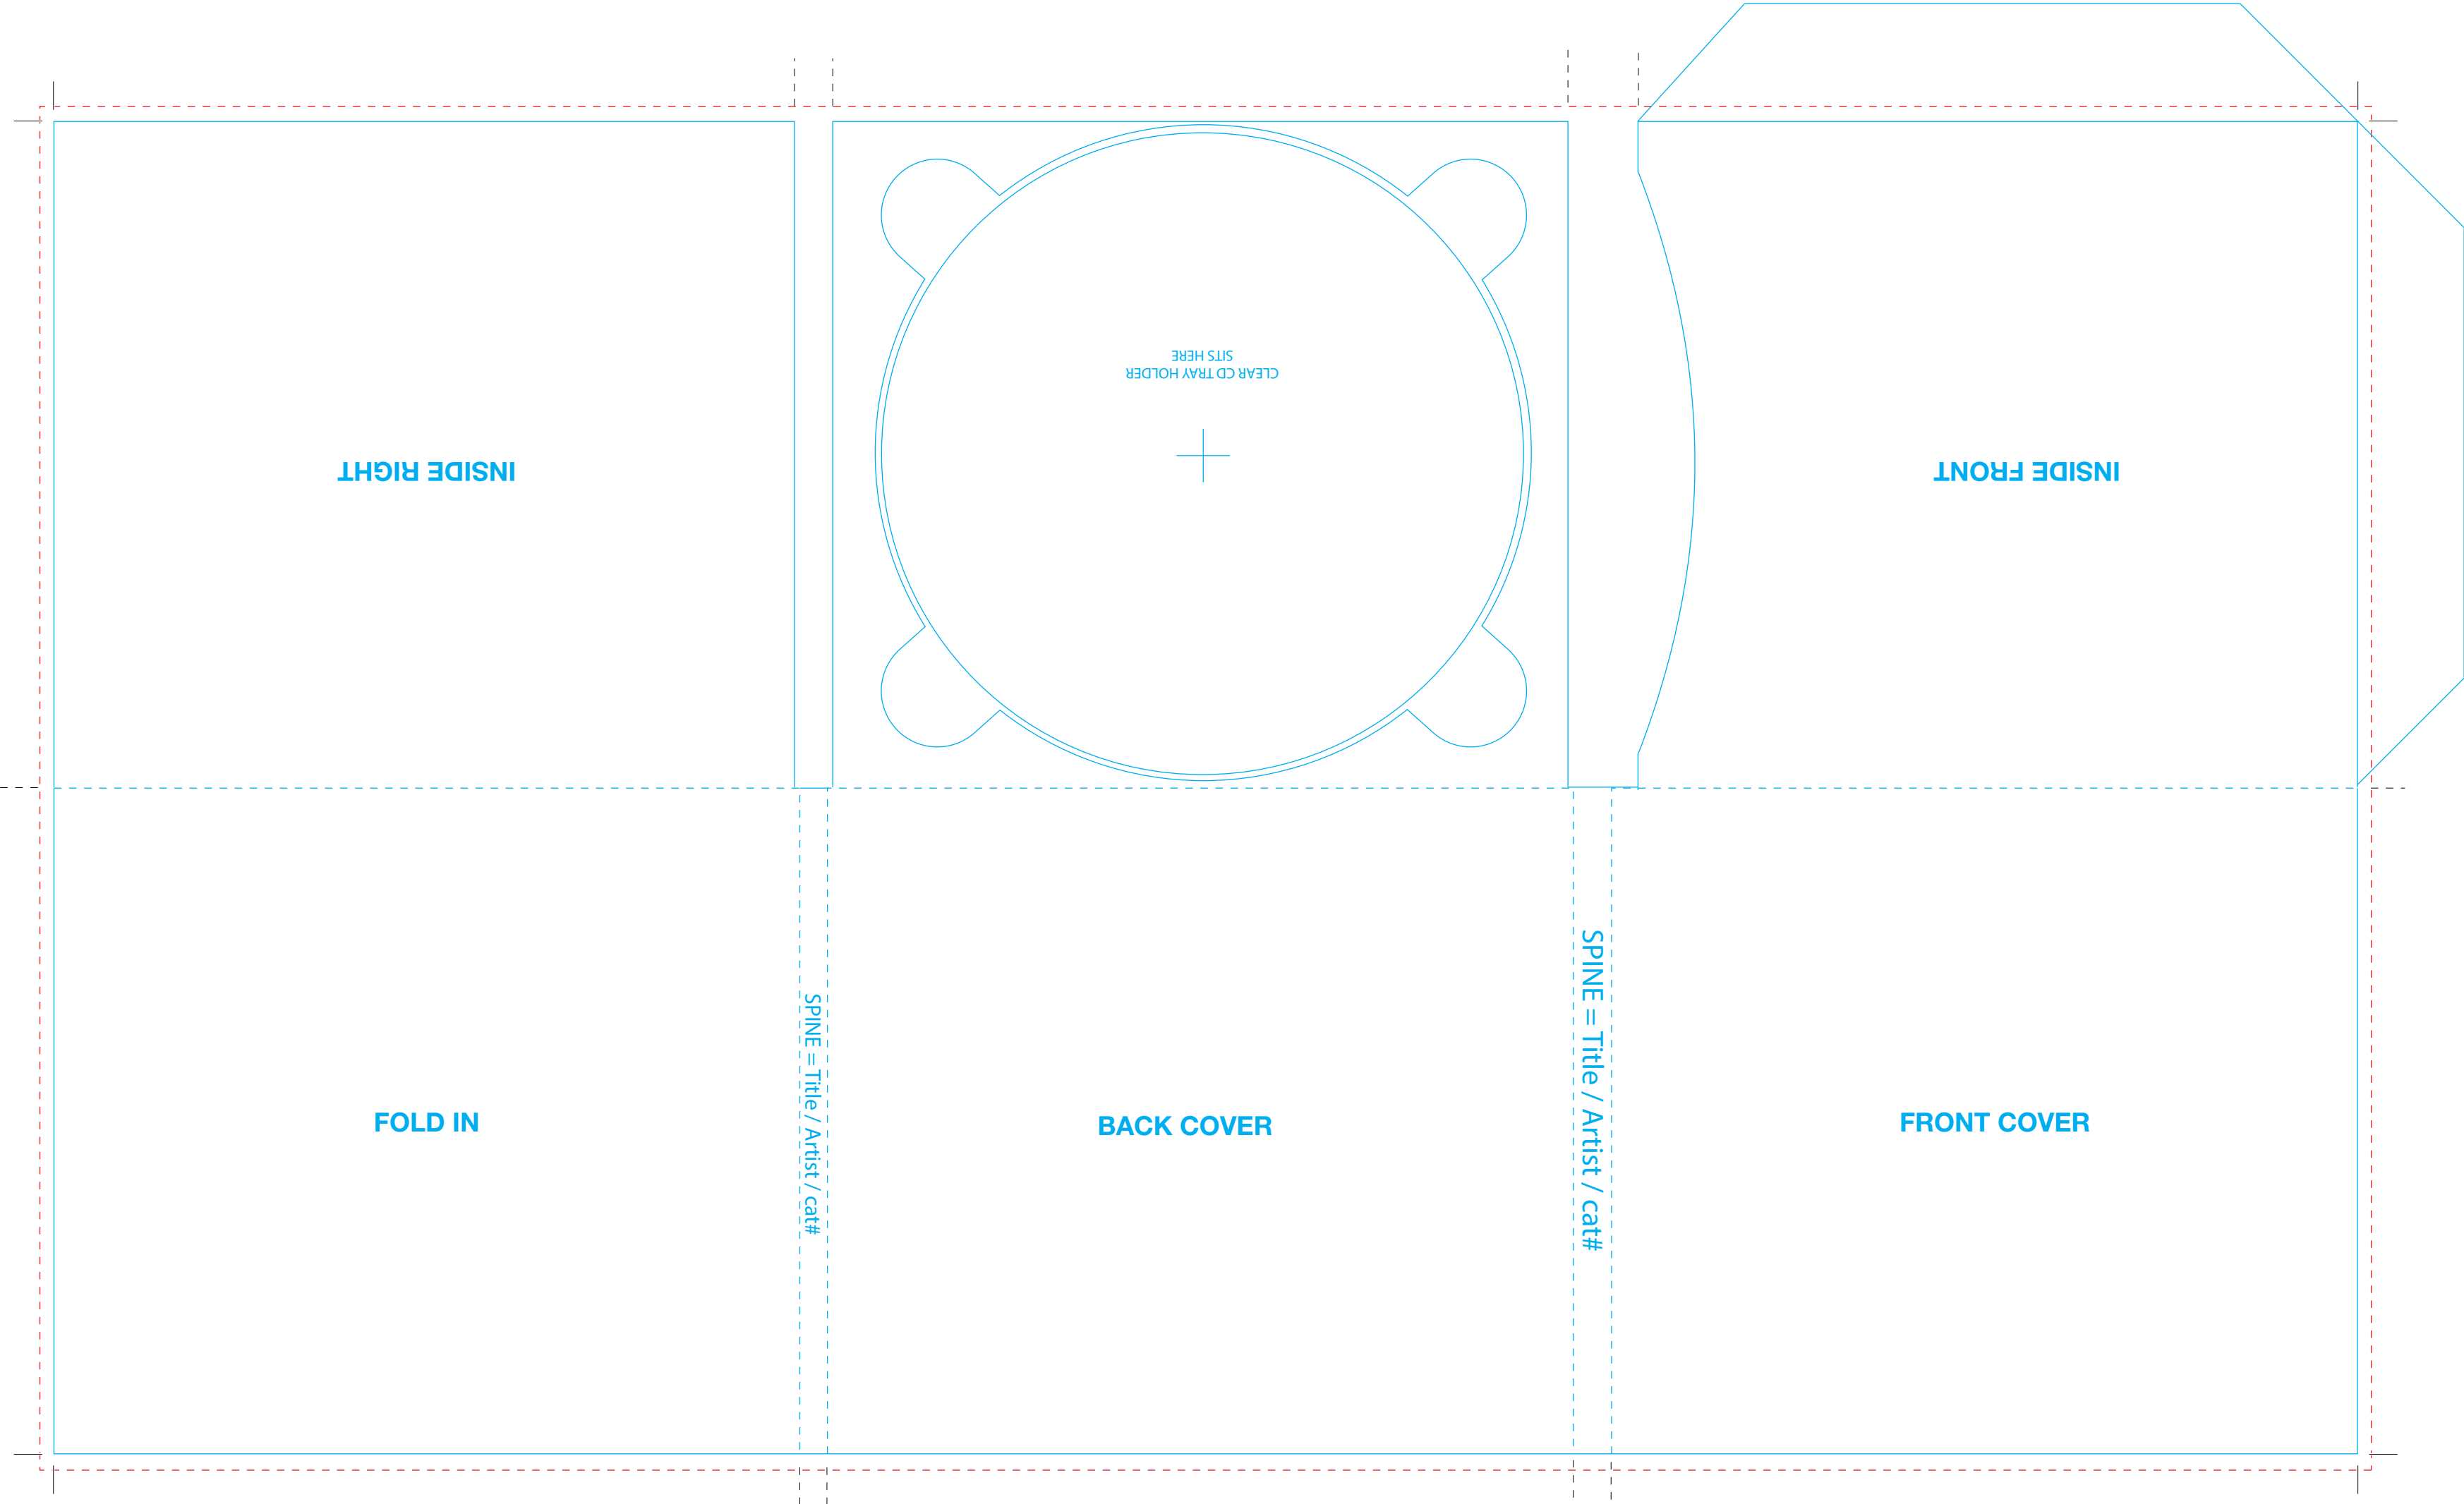 SITS HERE
CLEAR CD TRAY HOLDER
INSIDE RIGHT
INSIDE FRONT
SPINE = Title / Artist / cat#
SPINE = Title / Artist / cat#
FOLD IN
BACK COVER
FRONT COVER